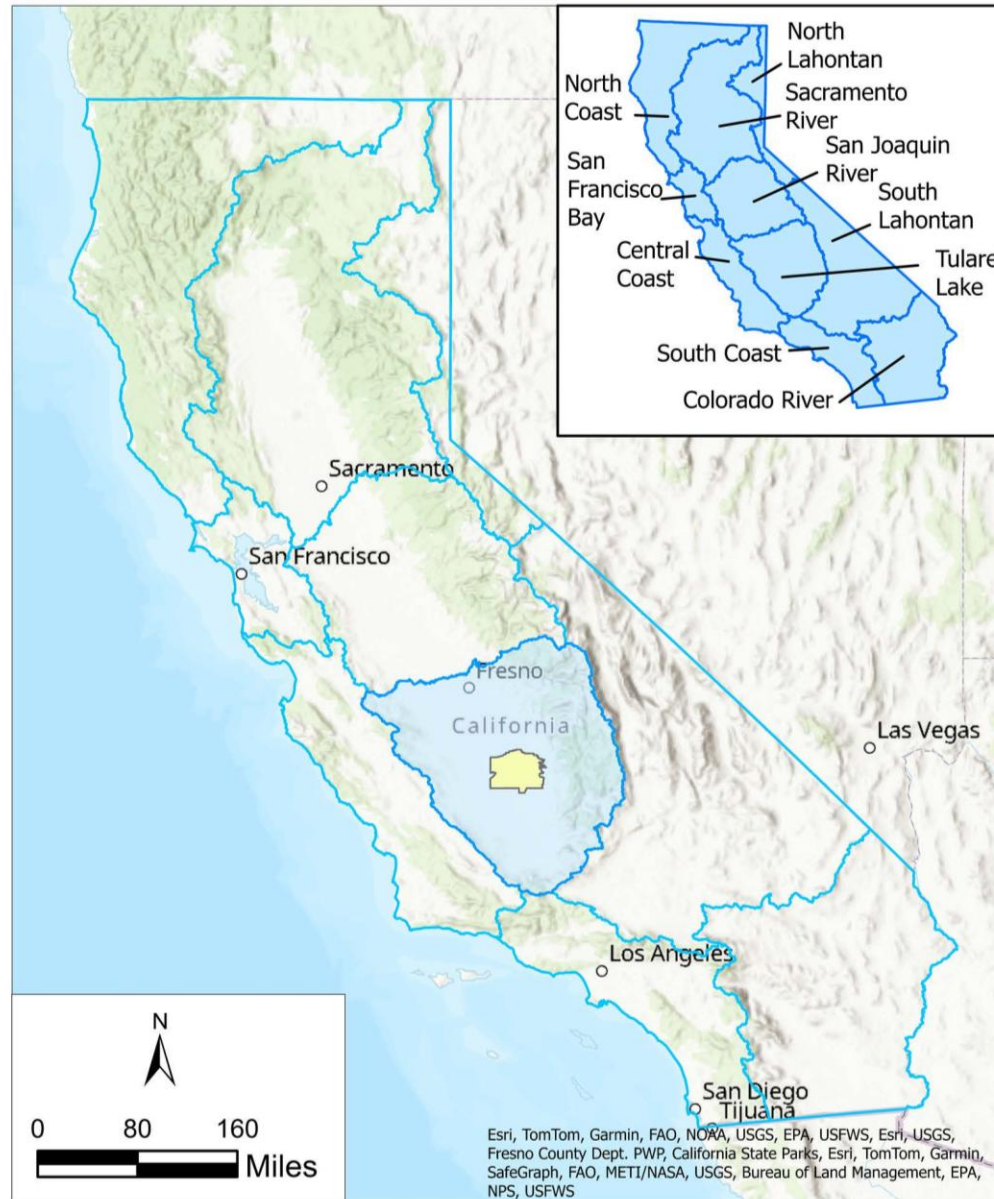 North
Lahontan
North
Coast
Sacramento
River
San Joaquin
River
San
Francisco
Bay
South
Lahontan
Central
Coast
Tulare
Lake
South Coast
Colorado River
Sacramento
San Francisco
Fresno
California
Las Vegas
Los Angeles
San Diego
Tijuana
N
0 80 160
Miles
Esri, TomTom, Garmin, FAO, NOAA, USGS, EPA, USFWS, Esri, USGS,
Fresno County Dept. PWP, California State Parks, Esri, TomTom, Garmin,
SafeGraph, FAO, METI/NASA, USGS, Bureau of Land Management, EPA,
NPS, USFWS